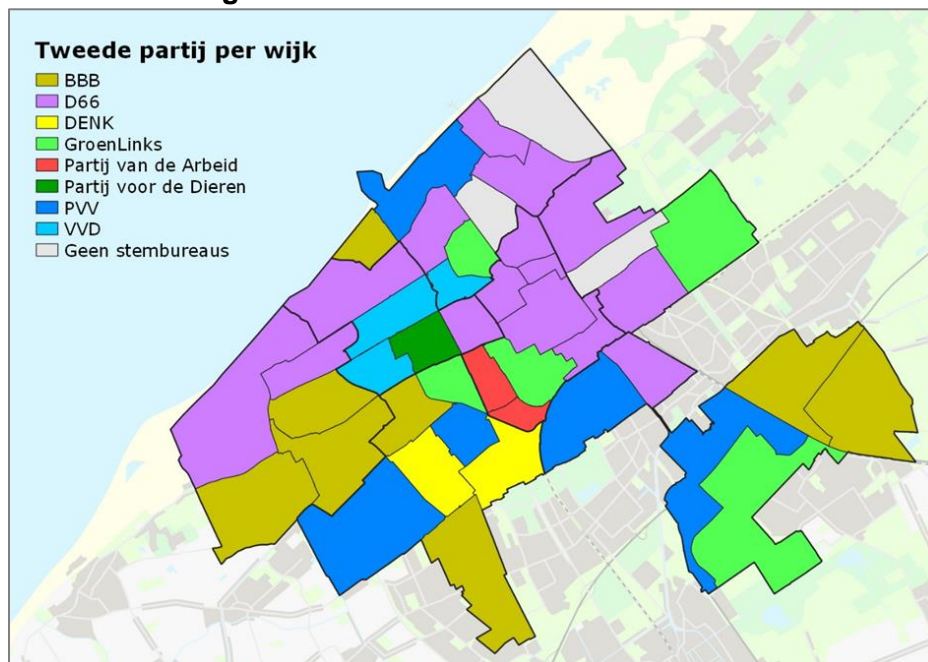 Tweede partij per wijk
BBB
D66
DENK
GroenLinks
Partij van de Arbeid
Partij voor de Dieren
PVV
VVD
Geen stembureaus